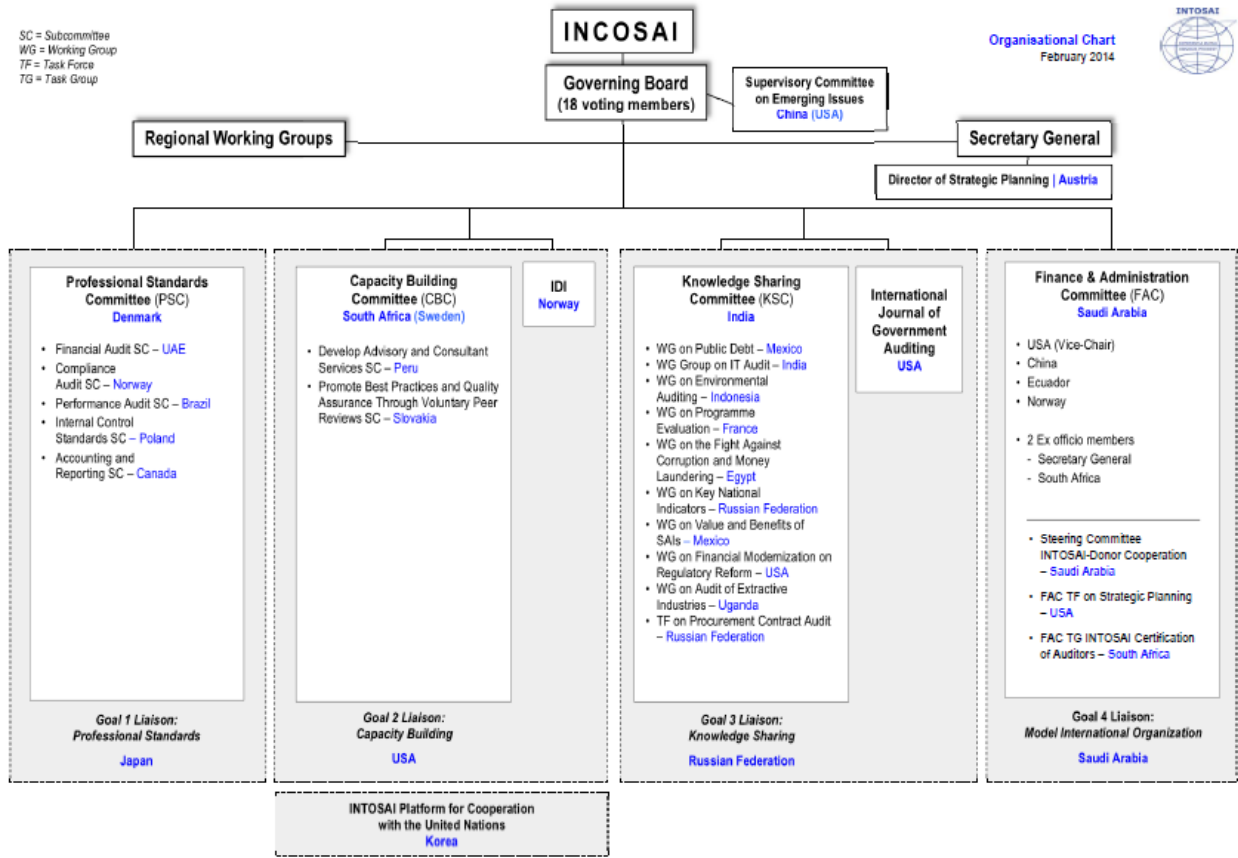 SC = Subcommittee
WG = Working Group
TF = Task Force
TG = Task Group
INCOSAI
Organisational Chart
February 2014
INTOSAI
Governing Board
(18 voting members)
Supervisory Committee
on Emerging Issues
China (USA)
Regional Working Groups
Secretary General
Director of Strategic Planning | Austria
Professional Standards
Committee (PSC)
Denmark
• Financial Audit SC – UAE
• Compliance
Audit SC – Norway
• Performance Audit SC – Brazil
• Internal Control
Standards SC – Poland
• Accounting and
Reporting SC – Canada
Goal 1 Liaison:
Professional Standards
Japan
Capacity Building
Committee (CBC)
South Africa (Sweden)
• Develop Advisory and Consultant
Services SC – Peru
• Promote Best Practices and Quality
Assurance Through Voluntary Peer
Reviews SC – Slovakia
IDI
Norway
Goal 2 Liaison:
Capacity Building
USA
INTOSAI Platform for Cooperation
with the United Nations
Korea
Knowledge Sharing
Committee (KSC)
India
• WG on Public Debt – Mexico
• WG Group on IT Audit – India
• WG on Environmental
Auditing – Indonesia
• WG on Programme
Evaluation – France
• WG on the Fight Against
Corruption and Money
Laundering – Egypt
• WG on Key National
Indicators – Russian Federation
• WG on Value and Benefits of
SAIs – Mexico
• WG on Financial Modernization on
Regulatory Reform – USA
• WG on Audit of Extractive
Industries – Uganda
• TF on Procurement Contract Audit
– Russian Federation
International
Journal of
Government
Auditing
USA
Goal 3 Liaison:
Knowledge Sharing
Russian Federation
Finance & Administration
Committee (FAC)
Saudi Arabia
• USA (Vice-Chair)
• China
• Ecuador
• Norway
• 2 Ex officio members
- Secretary General
- South Africa
• Steering Committee
INTOSAI-Donor Cooperation
– Saudi Arabia
• FAC TF on Strategic Planning
– USA
• FAC TG INTOSAI Certification
of Auditors – South Africa
Goal 4 Liaison:
Model International Organization
Saudi Arabia